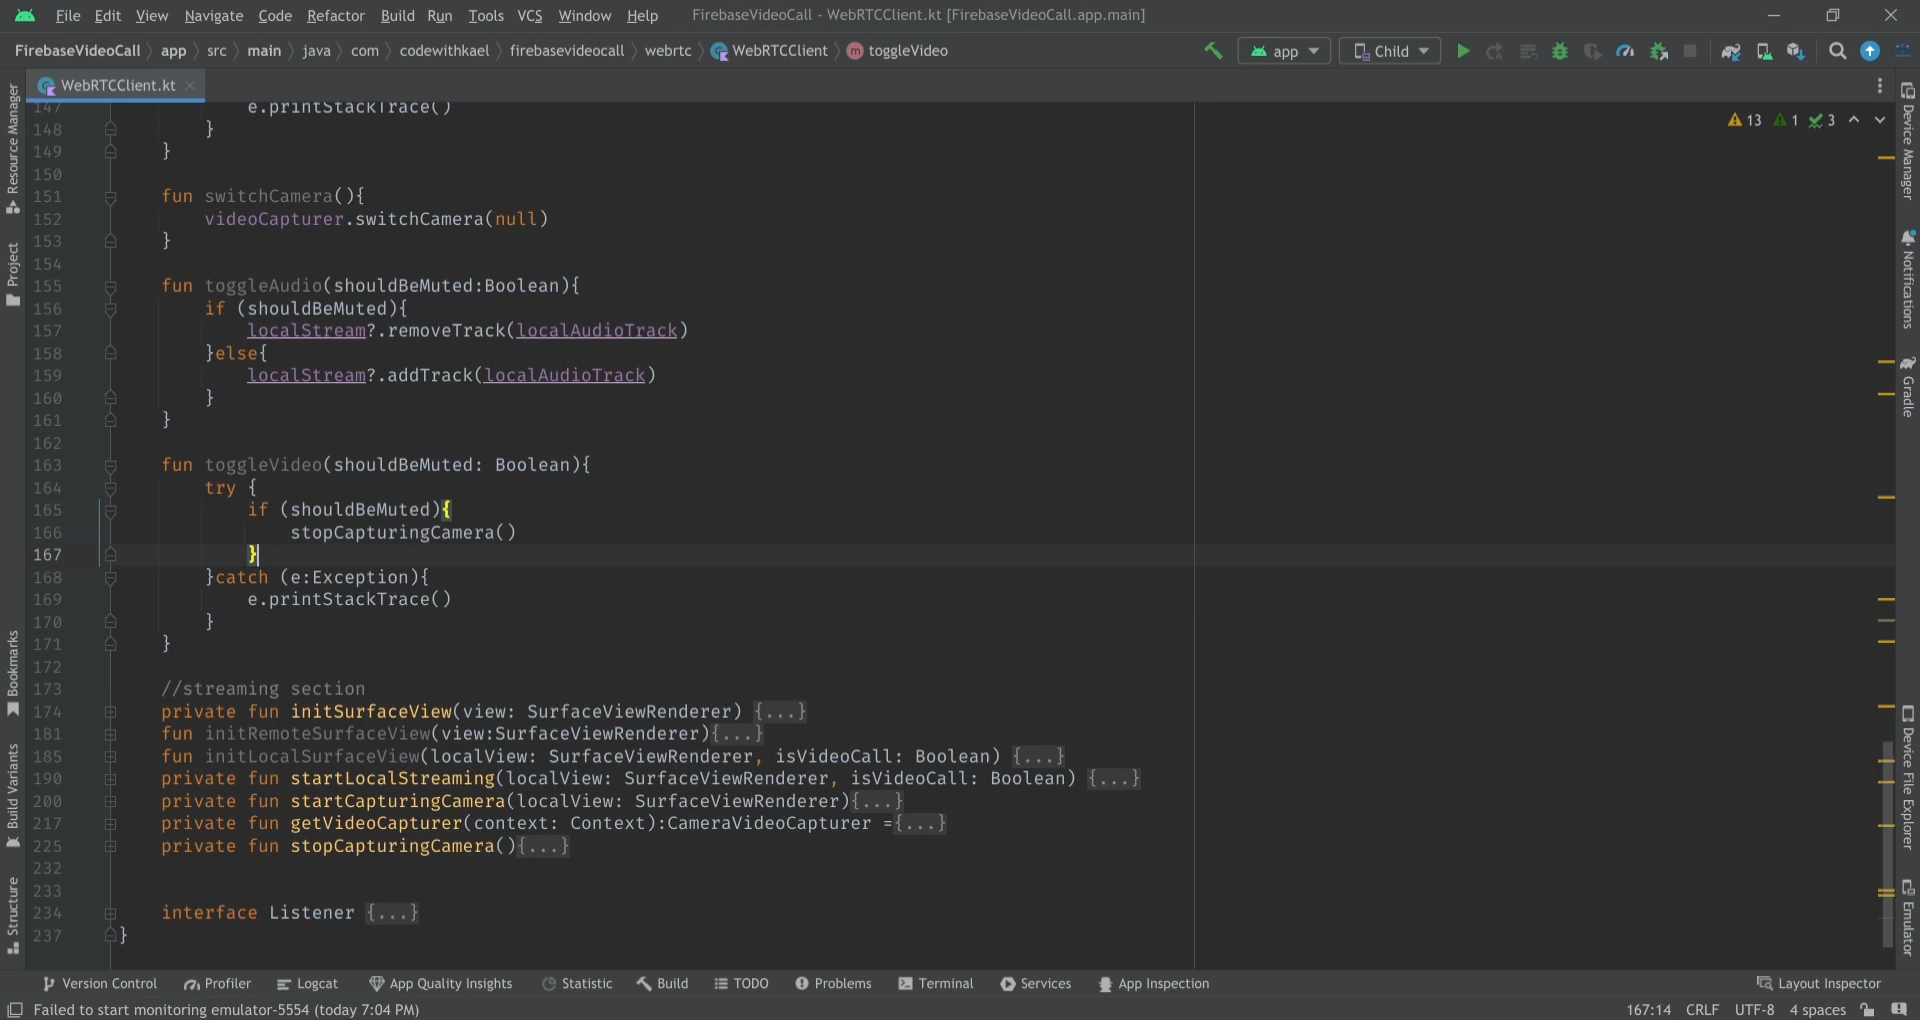 File Edit View Navigate Code Refactor Build Run Tools VCS Window Help FirebaseVideoCall - WebRTCClient.kt [FirebaseVideoCall.app.main]
FirebaseVideoCall app src main java com codewithkael firebasevideocall webrtc WebRTCClient m toggleVideo app Child
WebRTCClient.kt
13 1 3
147 e.printStackTrace()
148 }
149 }
150
151 fun switchCamera(){
152 videoCapturer.switchCamera(null)
153 }
154
155 fun toggleAudio(shouldBeMuted:Boolean){
156 if (shouldBeMuted){
157 localStream?.removeTrack(localAudioTrack)
158 }else{
159 localStream?.addTrack(localAudioTrack)
160 }
161 }
162
163 fun toggleVideo(shouldBeMuted: Boolean){
164 try {
165 if (shouldBeMuted){
166 stopCapturingCamera()
167 }
168 }catch (e:Exception){
169 e.printStackTrace()
170 }
171 }
172
173 //streaming section
174 private fun initSurfaceView(view: SurfaceViewRenderer) {...}
181 fun initRemoteSurfaceView(view:SurfaceViewRenderer){...}
185 fun initLocalSurfaceView(localView: SurfaceViewRenderer, isVideoCall: Boolean) {...}
190 private fun startLocalStreaming(localView: SurfaceViewRenderer, isVideoCall: Boolean) {...}
200 private fun startCapturingCamera(localView: SurfaceViewRenderer){...}
217 private fun getVideoCapturer(context: Context):CameraVideoCapturer ={...}
225 private fun stopCapturingCamera(){...}
232
233
234 interface Listener {...}
237 }
Resource Manager
Project
Bookmarks
Build Variants
Structure
Device Manager
Notifications
Gradle
Device File Explorer
Emulator
Version Control Profiler Logcat App Quality Insights Statistic Build TODO Problems Terminal Services App Inspection Layout Inspector
Failed to start monitoring emulator-5554 (today 7:04 PM) 167:14 CRLF UTF-8 4 spaces